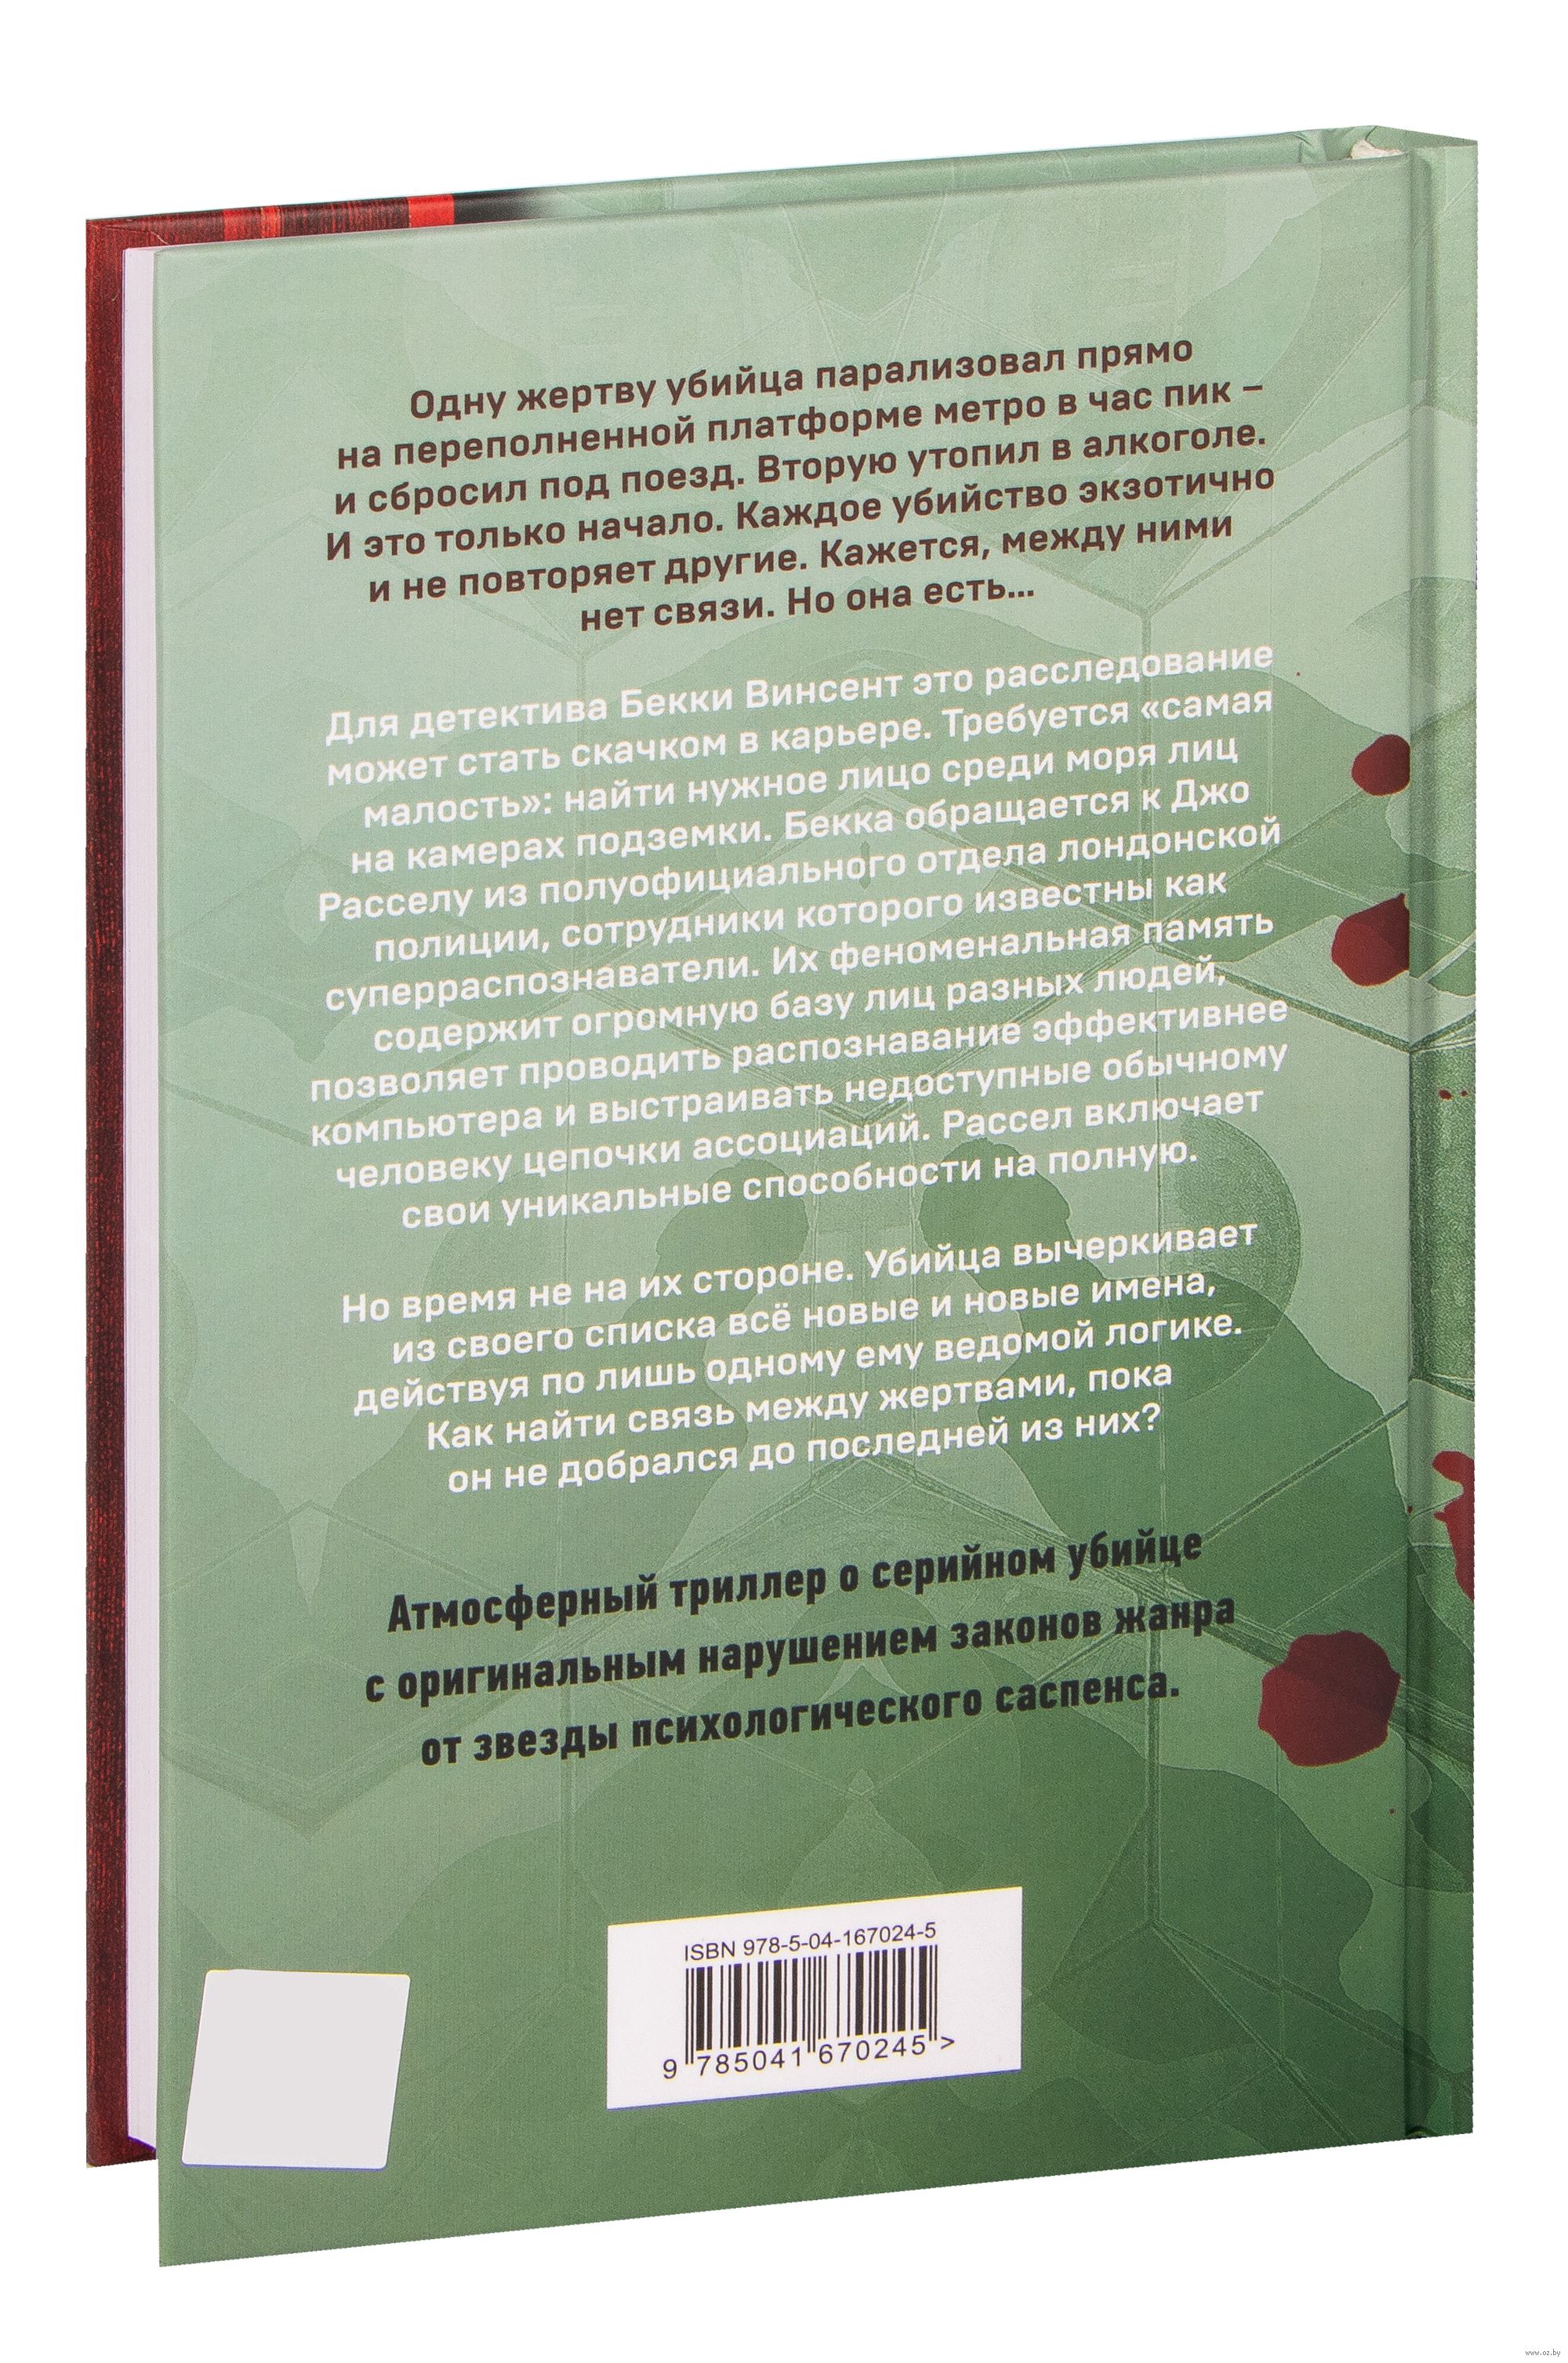 Одну жертву убийца парализовал прямо
на переполненной платформе метро в час пик –
и сбросил под поезд. Вторую утопил в алкоголе.
И это только начало. Каждое убийство экзотично
и не повторяет другие. Кажется, между ними
нет связи. Но она есть...
Для детектива Бекки Винсент это расследование
может стать скачком в карьере. Требуется «самая
малость»: найти нужное лицо среди моря лиц
на камерах подземки. Бекка обращается к Джо
Расселу из полуофициального отдела лондонской
полиции, сотрудники которого известны как
суперраспознаватели. Их феноменальная память
содержит огромную базу лиц разных людей,
позволяет проводить распознавание эффективнее
компьютера и выстраивать недоступные обычному
человеку цепочки ассоциаций. Рассел включает
свои уникальные способности на полную.
Но время не на их стороне. Убийца вычеркивает
из своего списка всё новые и новые имена,
действуя по лишь одному ему ведомой логике.
Как найти связь между жертвами, пока
он не добрался до последней из них?
Атмосферный триллер о серийном убийце
с оригинальным нарушением законов жанра
от звезды психологического саспенса.
ISBN 978-5-04-167024-5
9 785041 670245 >
www.oz.by